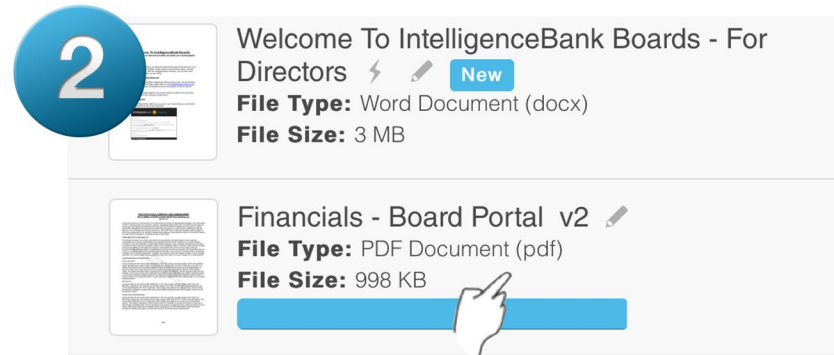 2
Welcome To IntelligenceBank Boards - For
Directors New
File Type: Word Document (docx)
File Size: 3 MB
Financials - Board Portal v2
File Type: PDF Document (pdf)
File Size: 998 KB